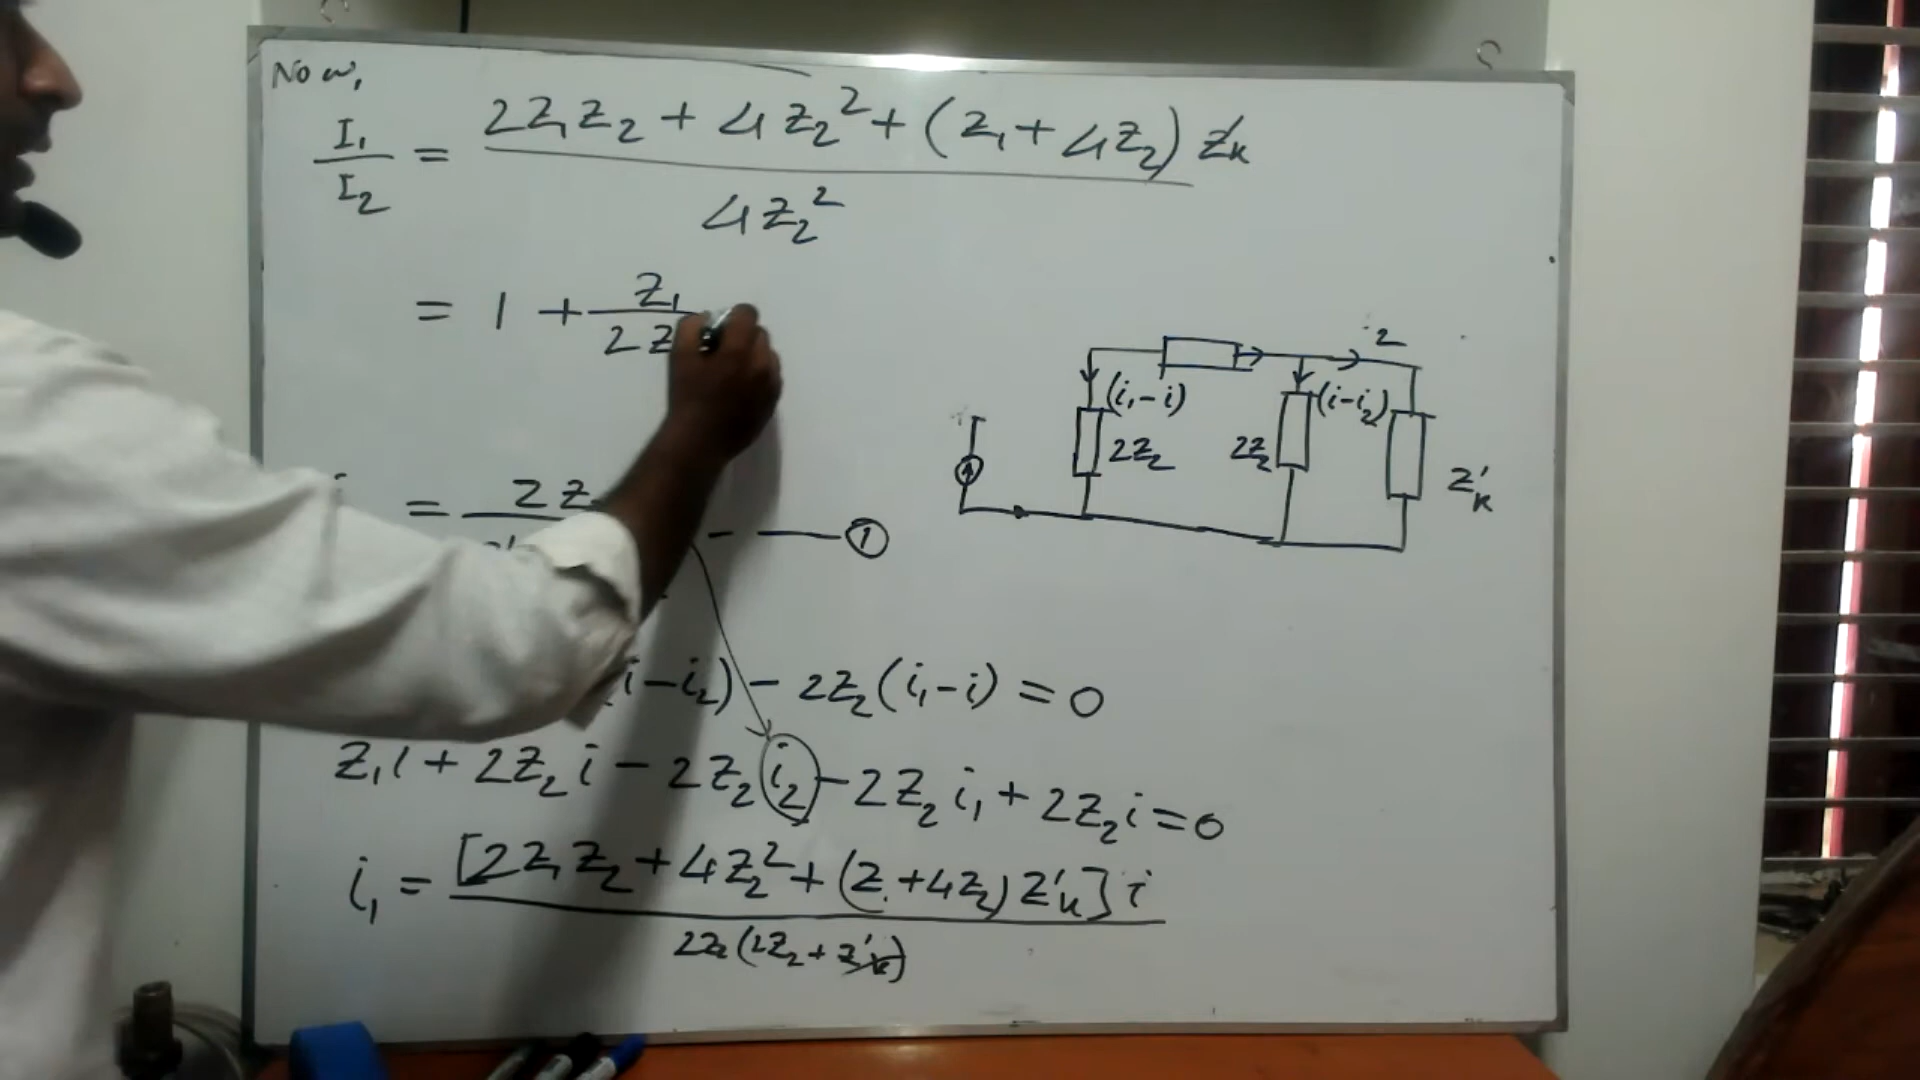 Now,
I₁/I₂ = (2Z₁Z₂ + 4Z₂² + (Z₁ + 4Z₂) Z'k) / 4Z₂²
= 1 + Z₁ / 2Z
= 2Z
- — ①
(i-i₂) - 2Z₂(i₁-i) = 0
Z₁i + 2Z₂i - 2Z₂i₂ - 2Z₂i₁ + 2Z₂i = 0
i₁ = [2Z₁Z₂ + 4Z₂² + (Z₁+4Z₂)Z'k] i / 2Z₂(2Z₂ + Z'k)
2
(i₁-i)
(i-i₂)
2Z₂
2Z₂
Z'k